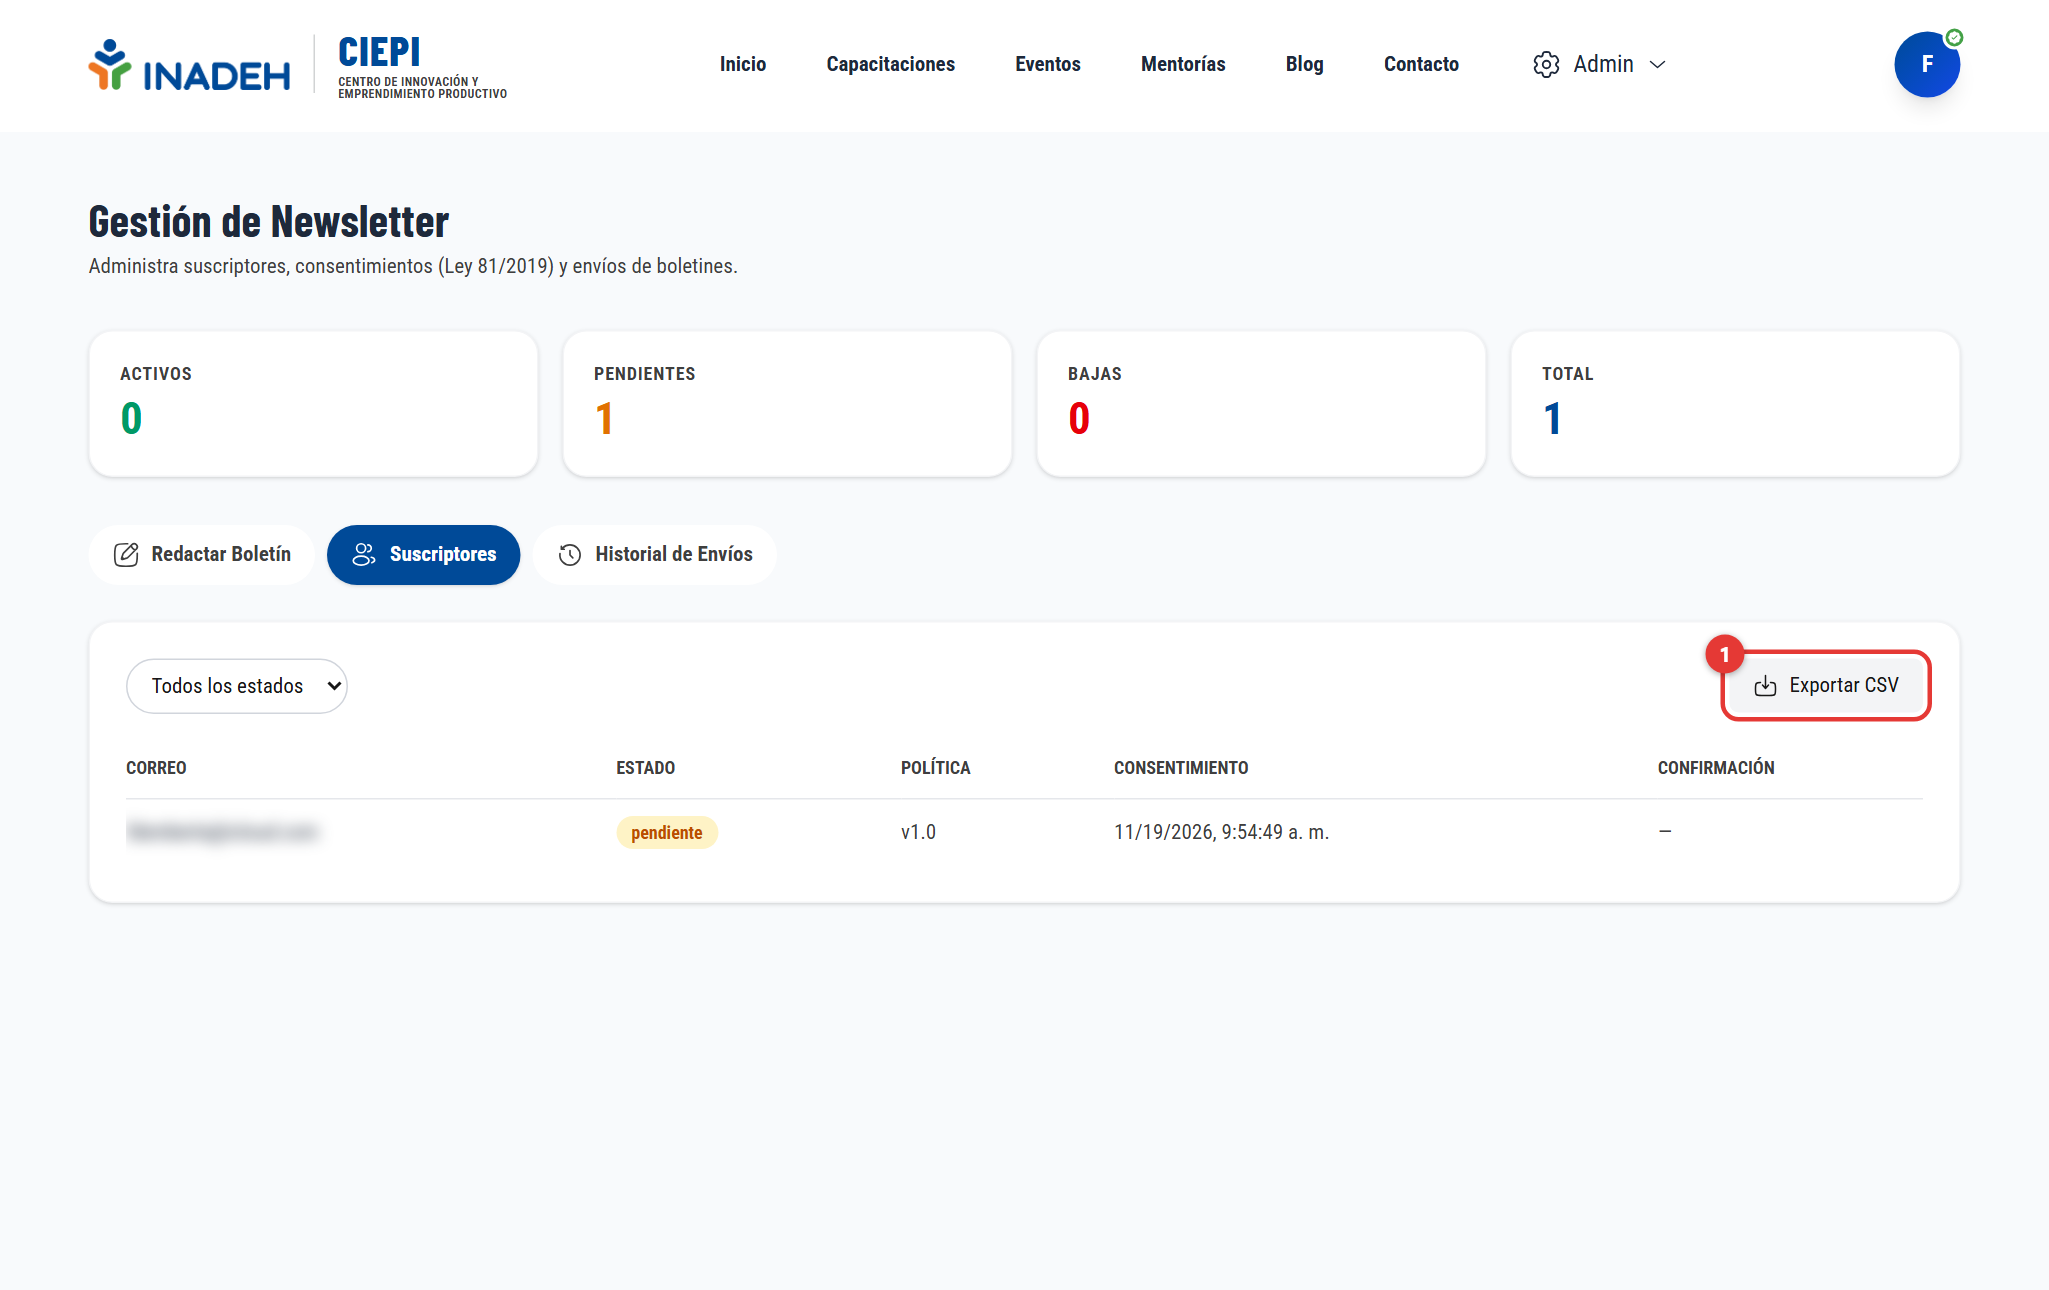 INADEH
CIEPI
CENTRO DE INNOVACIÓN Y
EMPRENDIMIENTO PRODUCTIVO
Inicio
Capacitaciones
Eventos
Mentorías
Blog
Contacto
Admin
F
Gestión de Newsletter
Administra suscriptores, consentimientos (Ley 81/2019) y envíos de boletines.
ACTIVOS
0
PENDIENTES
1
BAJAS
0
TOTAL
1
Redactar Boletín
Suscriptores
Historial de Envíos
Todos los estados
1
Exportar CSV
CORREO
ESTADO
POLÍTICA
CONSENTIMIENTO
CONFIRMACIÓN
pendiente
v1.0
11/19/2026, 9:54:49 a. m.
—